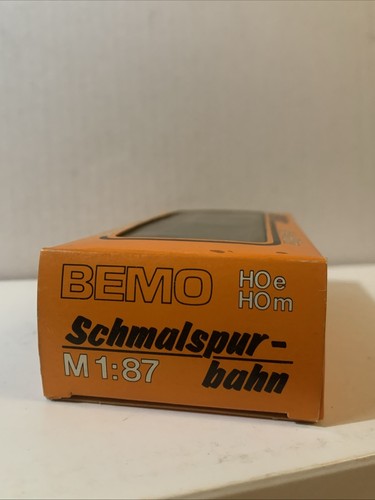 BEMO
HOe
HOm
Schmalspur-
bahn
M 1:87